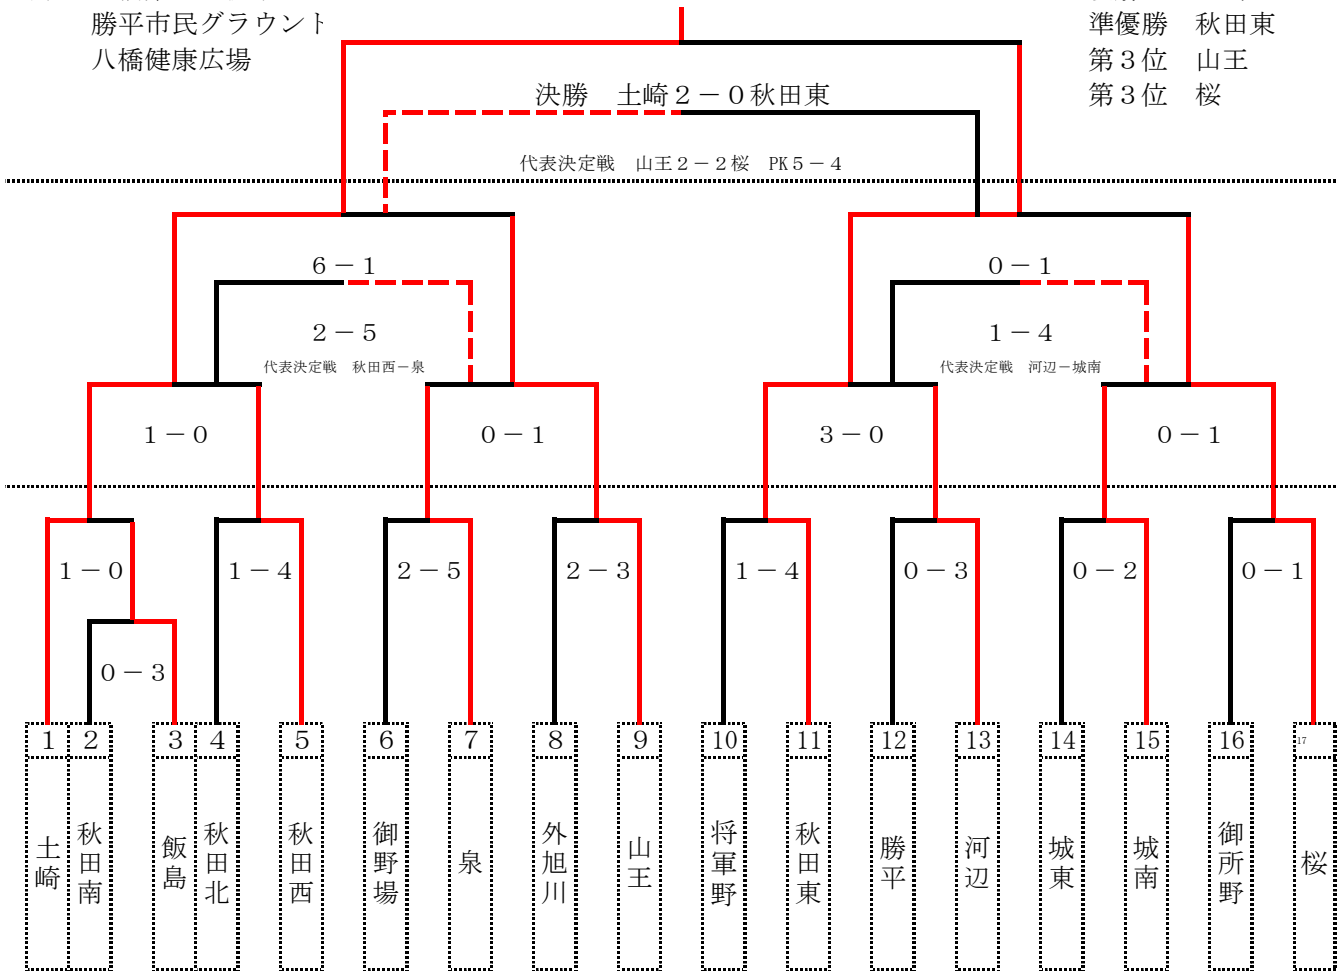 勝平市民グラウント
八橋健康広場
準優勝　秋田東
第３位　山王
第３位　桜
決勝　土崎２－０秋田東
代表決定戦　山王２－２桜　PK５－４
６－１
０－１
２－５
１－４
代表決定戦　秋田西－泉
代表決定戦　河辺－城南
１－０
０－１
３－０
０－１
１－０
１－４
２－５
２－３
１－４
０－３
０－２
０－１
０－３
1
2
3
4
5
6
7
8
9
10
11
12
13
14
15
16
17
土崎
秋田南
飯島
秋田北
秋田西
御野場
泉
外旭川
山王
将軍野
秋田東
勝平
河辺
城東
城南
御所野
桜